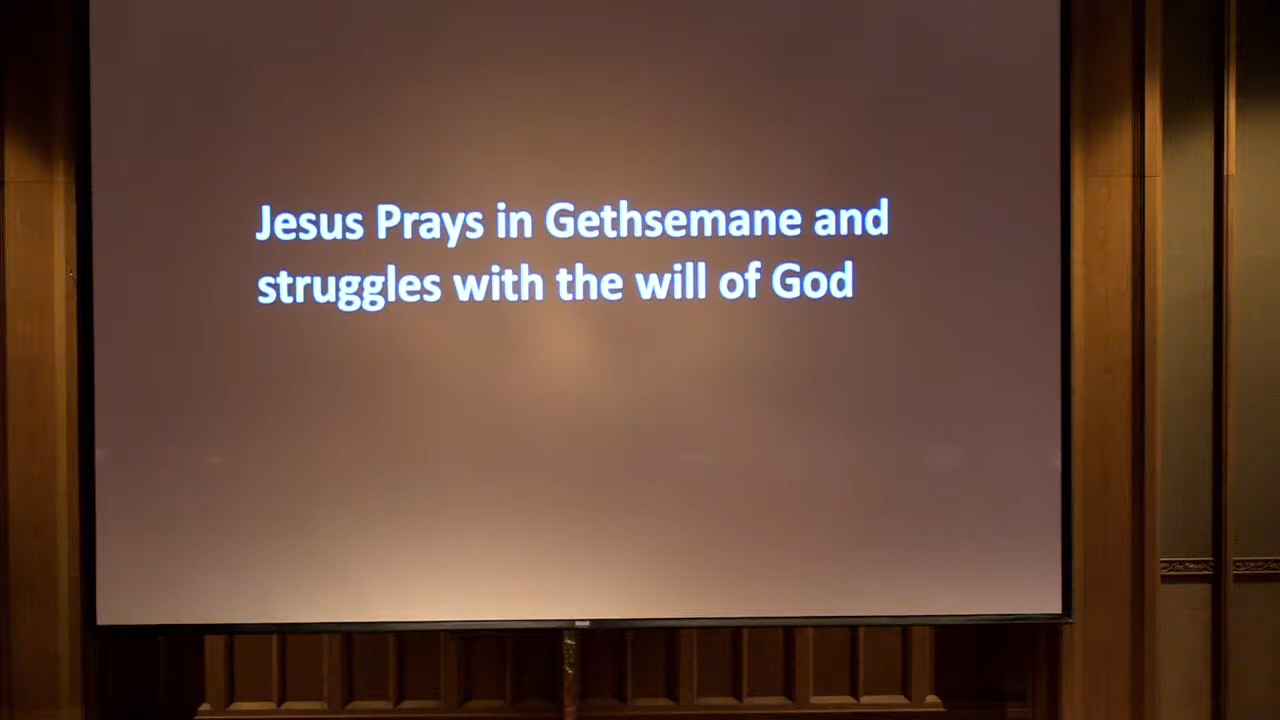 Jesus Prays in Gethsemane and
struggles with the will of God